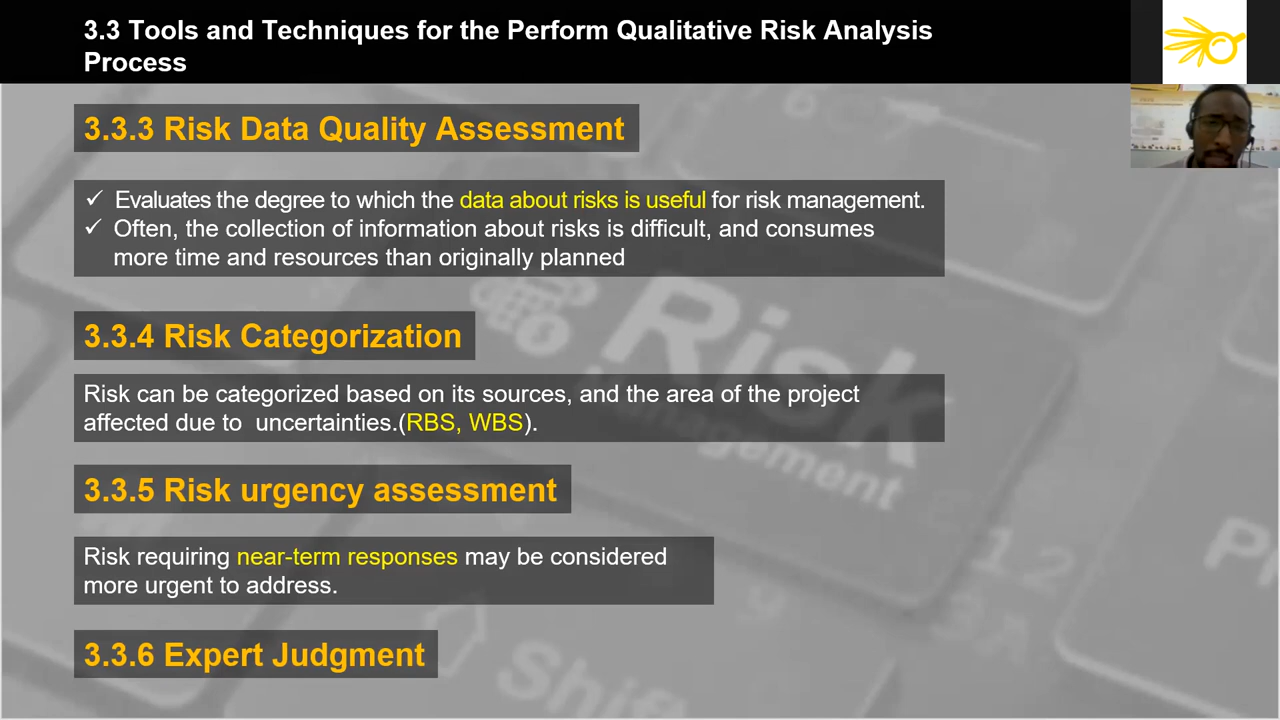 3.3 Tools and Techniques for the Perform Qualitative Risk Analysis
Process
3.3.3 Risk Data Quality Assessment
✓ Evaluates the degree to which the data about risks is useful for risk management.
✓ Often, the collection of information about risks is difficult, and consumes
more time and resources than originally planned
3.3.4 Risk Categorization
Risk can be categorized based on its sources, and the area of the project
affected due to  uncertainties.(RBS, WBS).
3.3.5 Risk urgency assessment
Risk requiring near-term responses may be considered
more urgent to address.
3.3.6 Expert Judgment
Risk
management
Shift